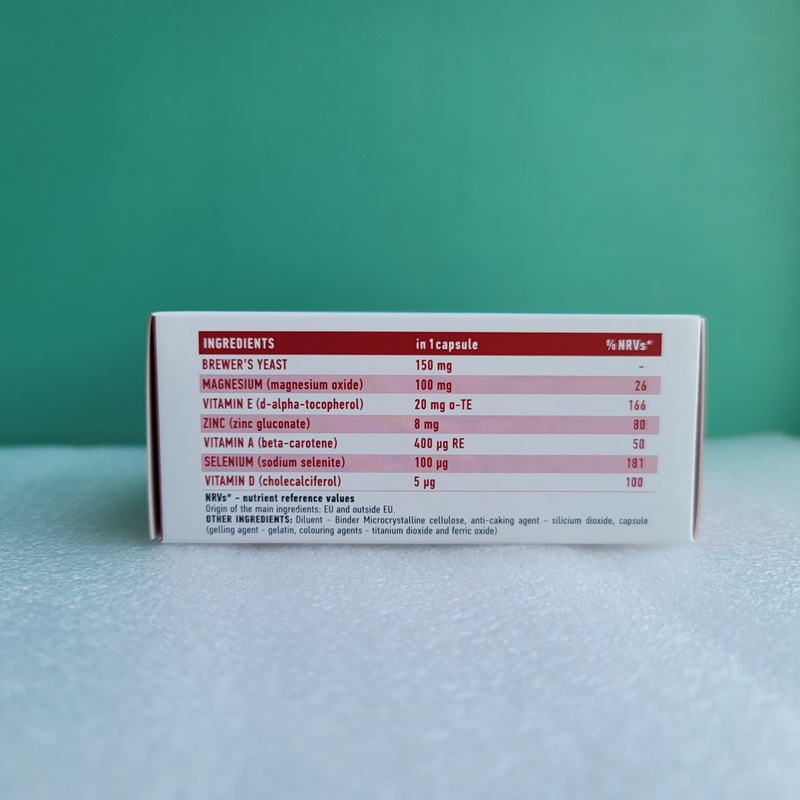 INGREDIENTS in 1 capsule % NRVs*
BREWER'S YEAST 150 mg –
MAGNESIUM (magnesium oxide) 100 mg 26
VITAMIN E (d-alpha-tocopherol) 20 mg α-TE 166
ZINC (zinc gluconate) 8 mg 80
VITAMIN A (beta-carotene) 400 µg RE 50
SELENIUM (sodium selenite) 100 µg 181
VITAMIN D (cholecalciferol) 5 µg 100
NRVs* – nutrient reference values
Origin of the main ingredients: EU and outside EU.
OTHER INGREDIENTS: Diluent – Binder Microcrystalline cellulose, anti-caking agent – silicium dioxide, capsule
(gelling agent – gelatin, colouring agents – titanium dioxide and ferric oxide)